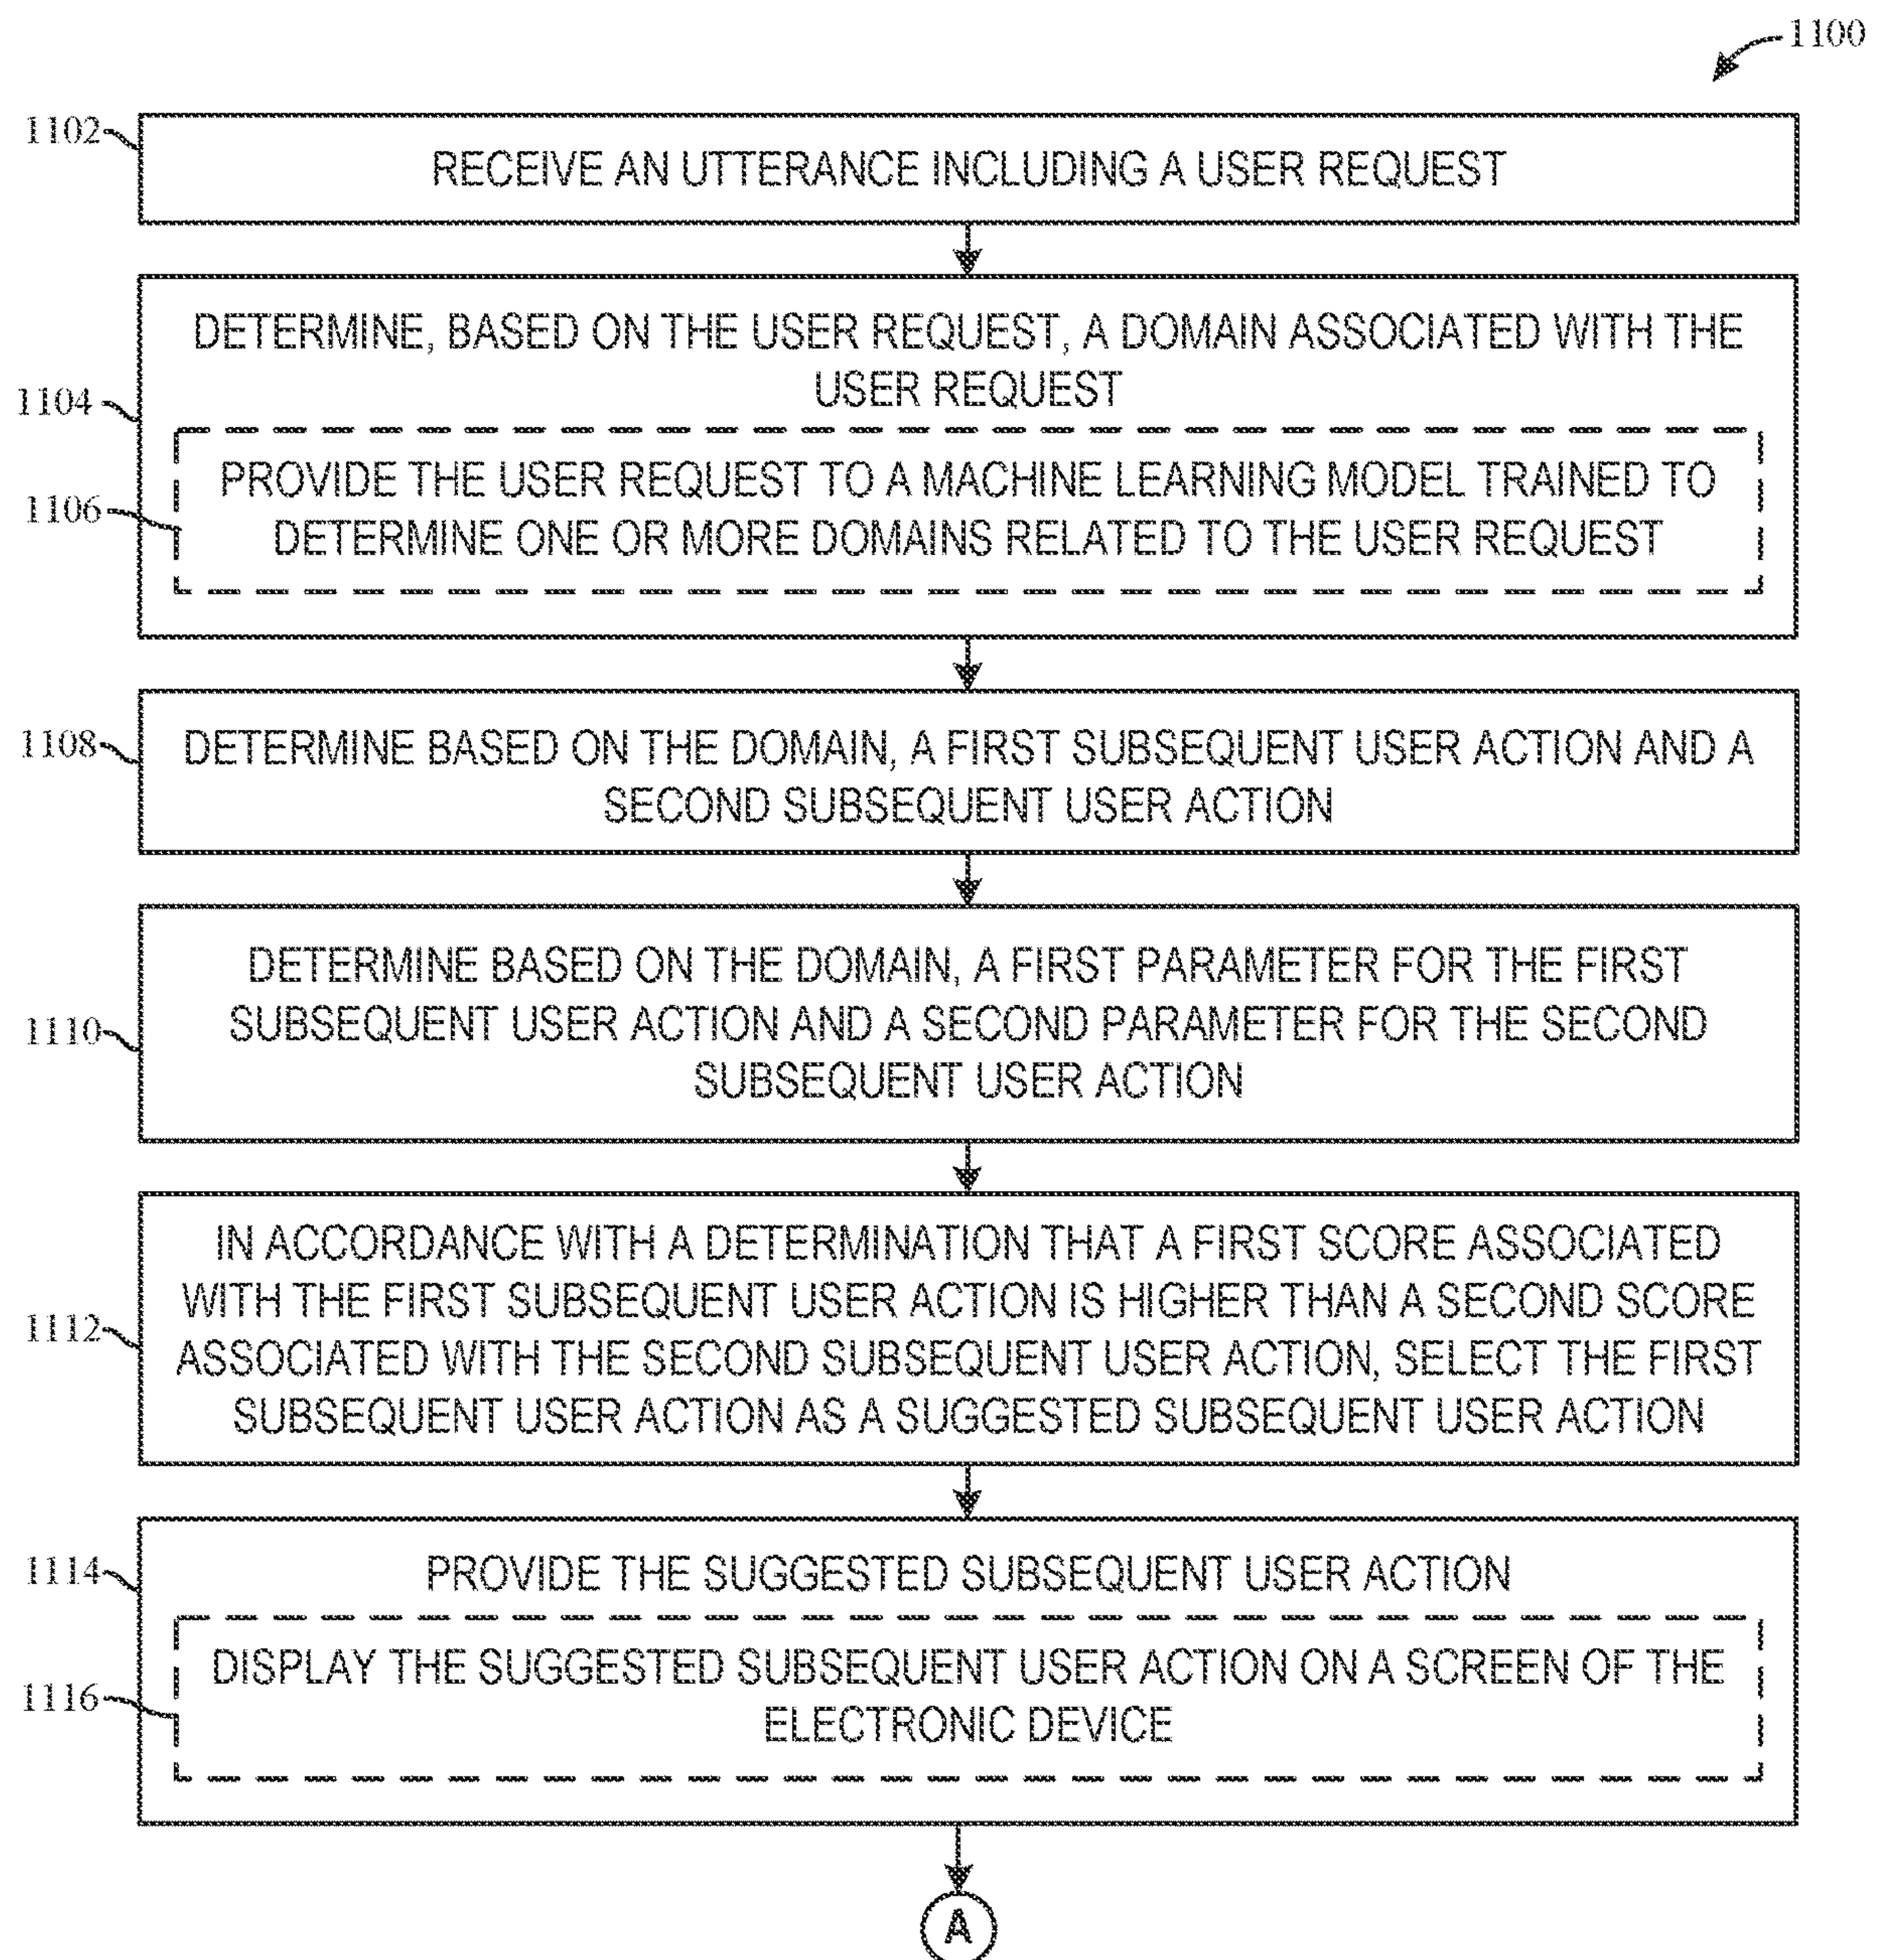 1100
1102
RECEIVE AN UTTERANCE INCLUDING A USER REQUEST
DETERMINE, BASED ON THE USER REQUEST, A DOMAIN ASSOCIATED WITH THE
USER REQUEST
1104
PROVIDE THE USER REQUEST TO A MACHINE LEARNING MODEL TRAINED TO
DETERMINE ONE OR MORE DOMAINS RELATED TO THE USER REQUEST
1106
1108
DETERMINE BASED ON THE DOMAIN, A FIRST SUBSEQUENT USER ACTION AND A
SECOND SUBSEQUENT USER ACTION
DETERMINE BASED ON THE DOMAIN, A FIRST PARAMETER FOR THE FIRST
SUBSEQUENT USER ACTION AND A SECOND PARAMETER FOR THE SECOND
SUBSEQUENT USER ACTION
1110
IN ACCORDANCE WITH A DETERMINATION THAT A FIRST SCORE ASSOCIATED
WITH THE FIRST SUBSEQUENT USER ACTION IS HIGHER THAN A SECOND SCORE
ASSOCIATED WITH THE SECOND SUBSEQUENT USER ACTION, SELECT THE FIRST
SUBSEQUENT USER ACTION AS A SUGGESTED SUBSEQUENT USER ACTION
1112
1114
PROVIDE THE SUGGESTED SUBSEQUENT USER ACTION
DISPLAY THE SUGGESTED SUBSEQUENT USER ACTION ON A SCREEN OF THE
ELECTRONIC DEVICE
1116
A